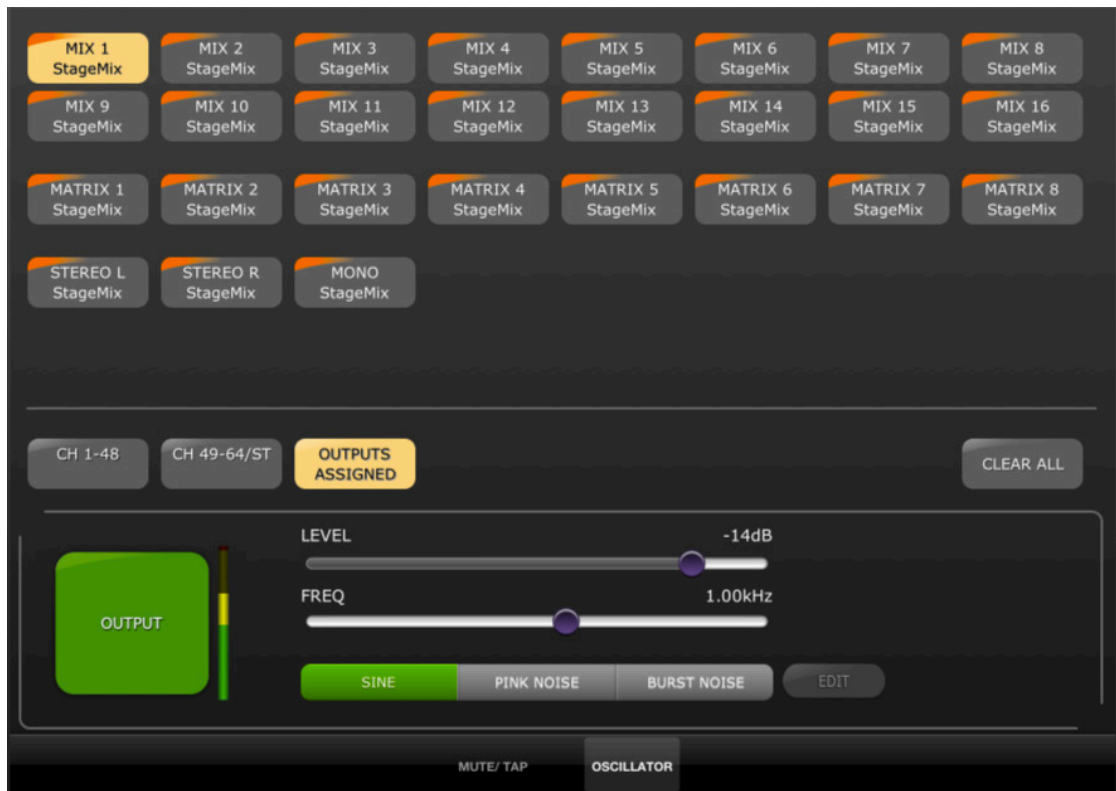 MIX 1 MIX 2 MIX 3 MIX 4 MIX 5 MIX 6 MIX 7 MIX 8
StageMix StageMix StageMix StageMix StageMix StageMix StageMix StageMix
MIX 9 MIX 10 MIX 11 MIX 12 MIX 13 MIX 14 MIX 15 MIX 16
StageMix StageMix StageMix StageMix StageMix StageMix StageMix StageMix
MATRIX 1 MATRIX 2 MATRIX 3 MATRIX 4 MATRIX 5 MATRIX 6 MATRIX 7 MATRIX 8
StageMix StageMix StageMix StageMix StageMix StageMix StageMix StageMix
STEREO L STEREO R MONO
StageMix StageMix StageMix
CH 1-48 CH 49-64/ST OUTPUTS
ASSIGNED
CLEAR ALL
LEVEL -14dB
FREQ 1.00kHz
OUTPUT
SINE PINK NOISE BURST NOISE EDIT
MUTE/ TAP OSCILLATOR